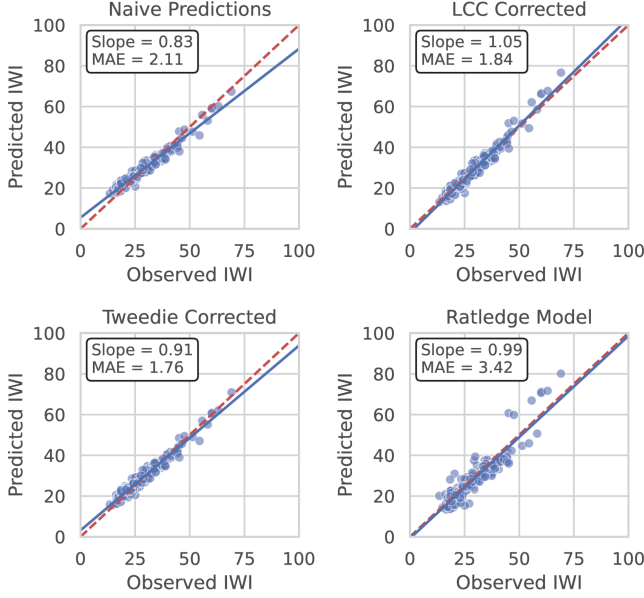 Naive Predictions
Slope = 0.83
MAE = 2.11
Predicted IWI
100
80
60
40
20
0
0 25 50 75 100
Observed IWI
LCC Corrected
Slope = 1.05
MAE = 1.84
Predicted IWI
100
80
60
40
20
0
0 25 50 75 100
Observed IWI
Tweedie Corrected
Slope = 0.91
MAE = 1.76
Predicted IWI
100
80
60
40
20
0
0 25 50 75 100
Observed IWI
Ratledge Model
Slope = 0.99
MAE = 3.42
Predicted IWI
100
80
60
40
20
0
0 25 50 75 100
Observed IWI